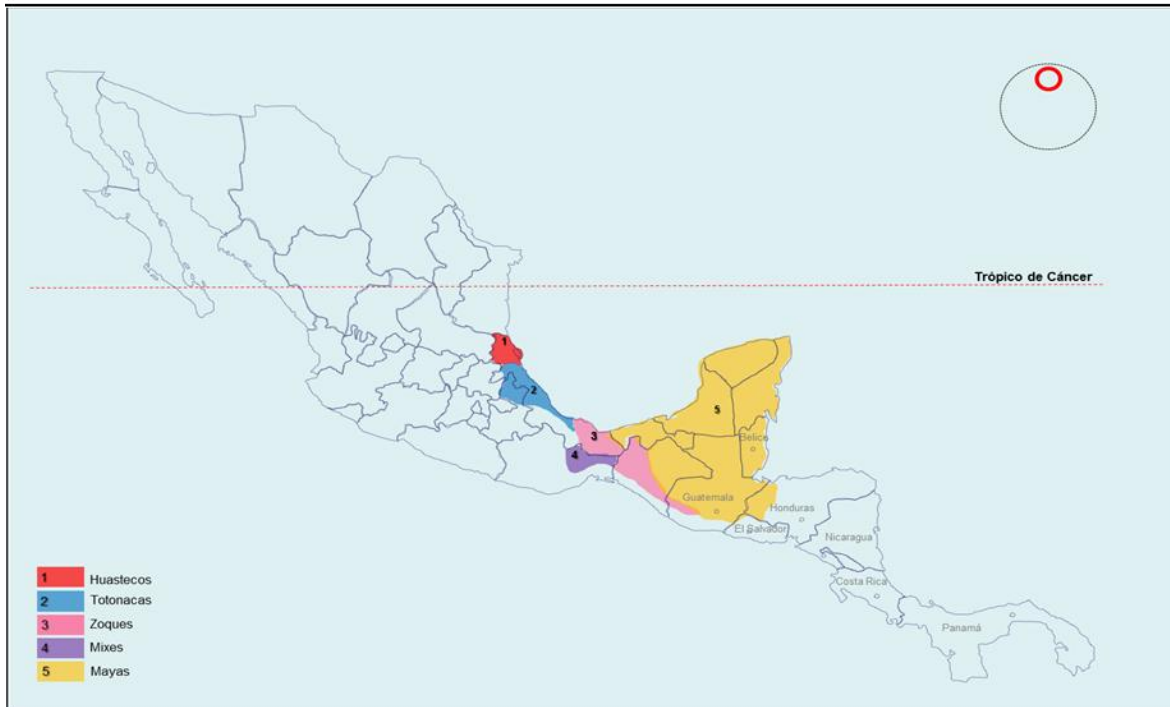 Trópico de Cáncer
1
2
3
4
5
Belice
Guatemala
Honduras
El Salvador
Nicaragua
Costa Rica
Panamá
1 Huastecos
2 Totonacas
3 Zoques
4 Mixes
5 Mayas